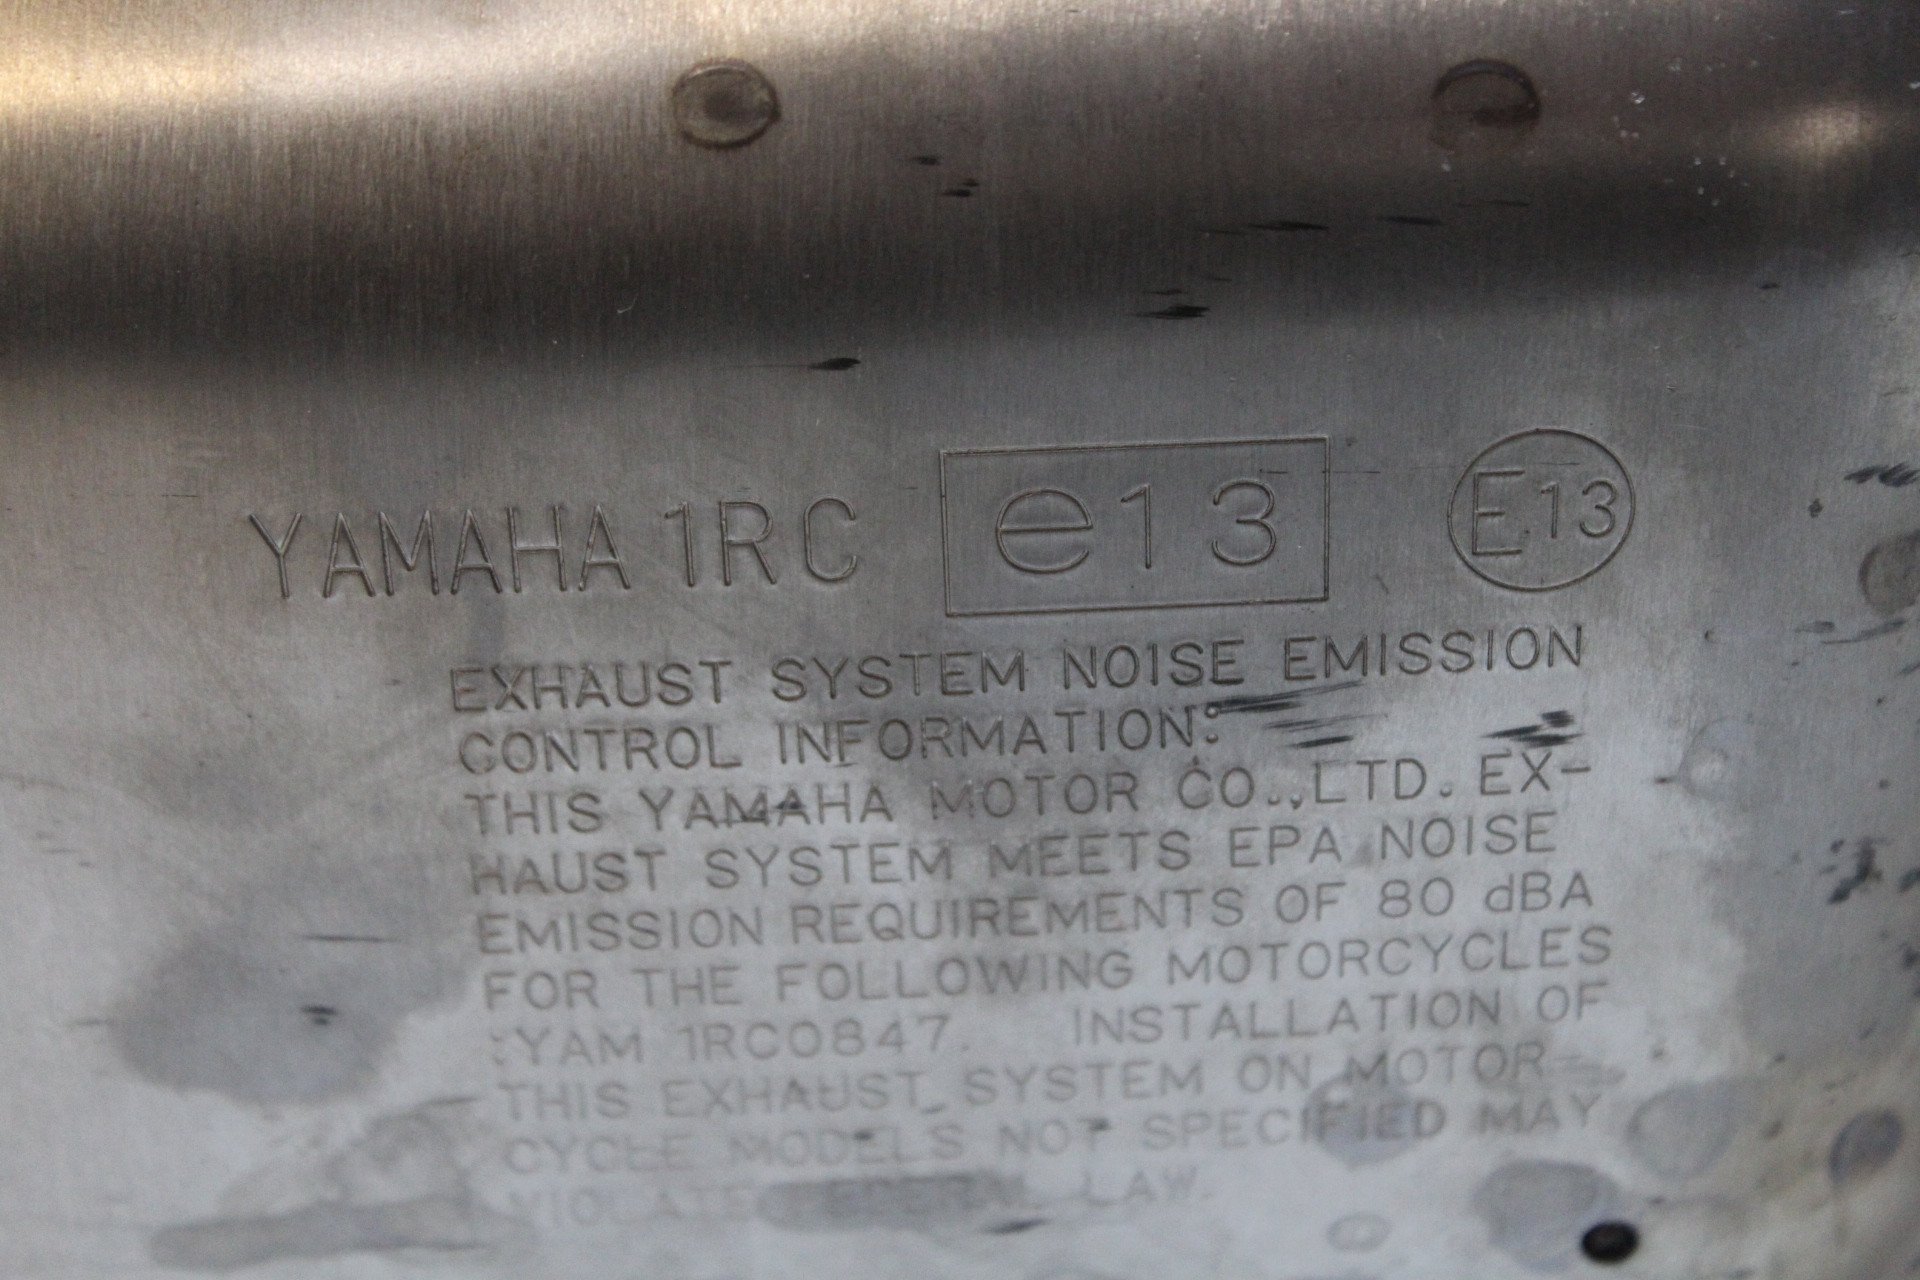 YAMAHA 1RC e13 E13
EXHAUST SYSTEM NOISE EMISSION
CONTROL INFORMATION:
THIS YAMAHA MOTOR CO.,LTD. EX-
HAUST SYSTEM MEETS EPA NOISE
EMISSION REQUIREMENTS OF 80 dBA
FOR THE FOLLOWING MOTORCYCLES
:YAM 1RC0847. INSTALLATION OF
THIS EXHAUST SYSTEM ON MOTOR-
CYCLE MODELS NOT SPECIFIED MAY
VIOLATE LAW.